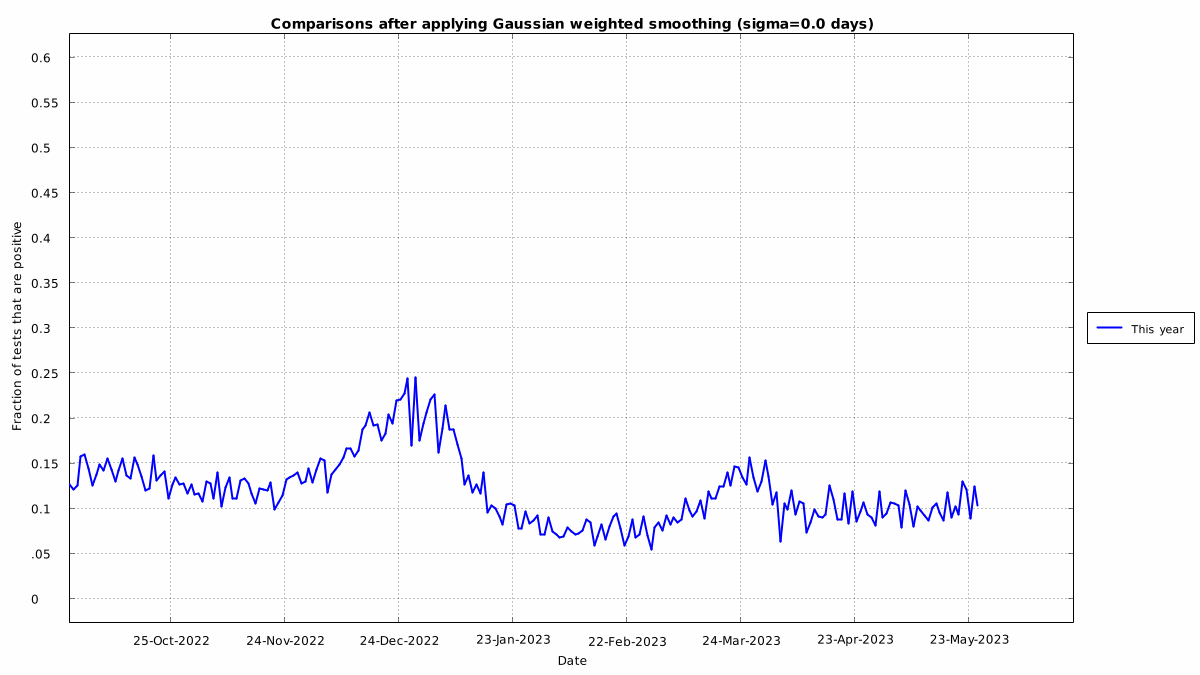 Comparisons after applying Gaussian weighted smoothing (sigma=0.0 days)
0.6
0.55
0.5
0.45
0.4
0.35
0.3
0.25
0.2
0.15
0.1
.05
0
Fraction of tests that are positive
This year
25-Oct-2022 24-Nov-2022 24-Dec-2022 23-Jan-2023 22-Feb-2023 24-Mar-2023 23-Apr-2023 23-May-2023
Date